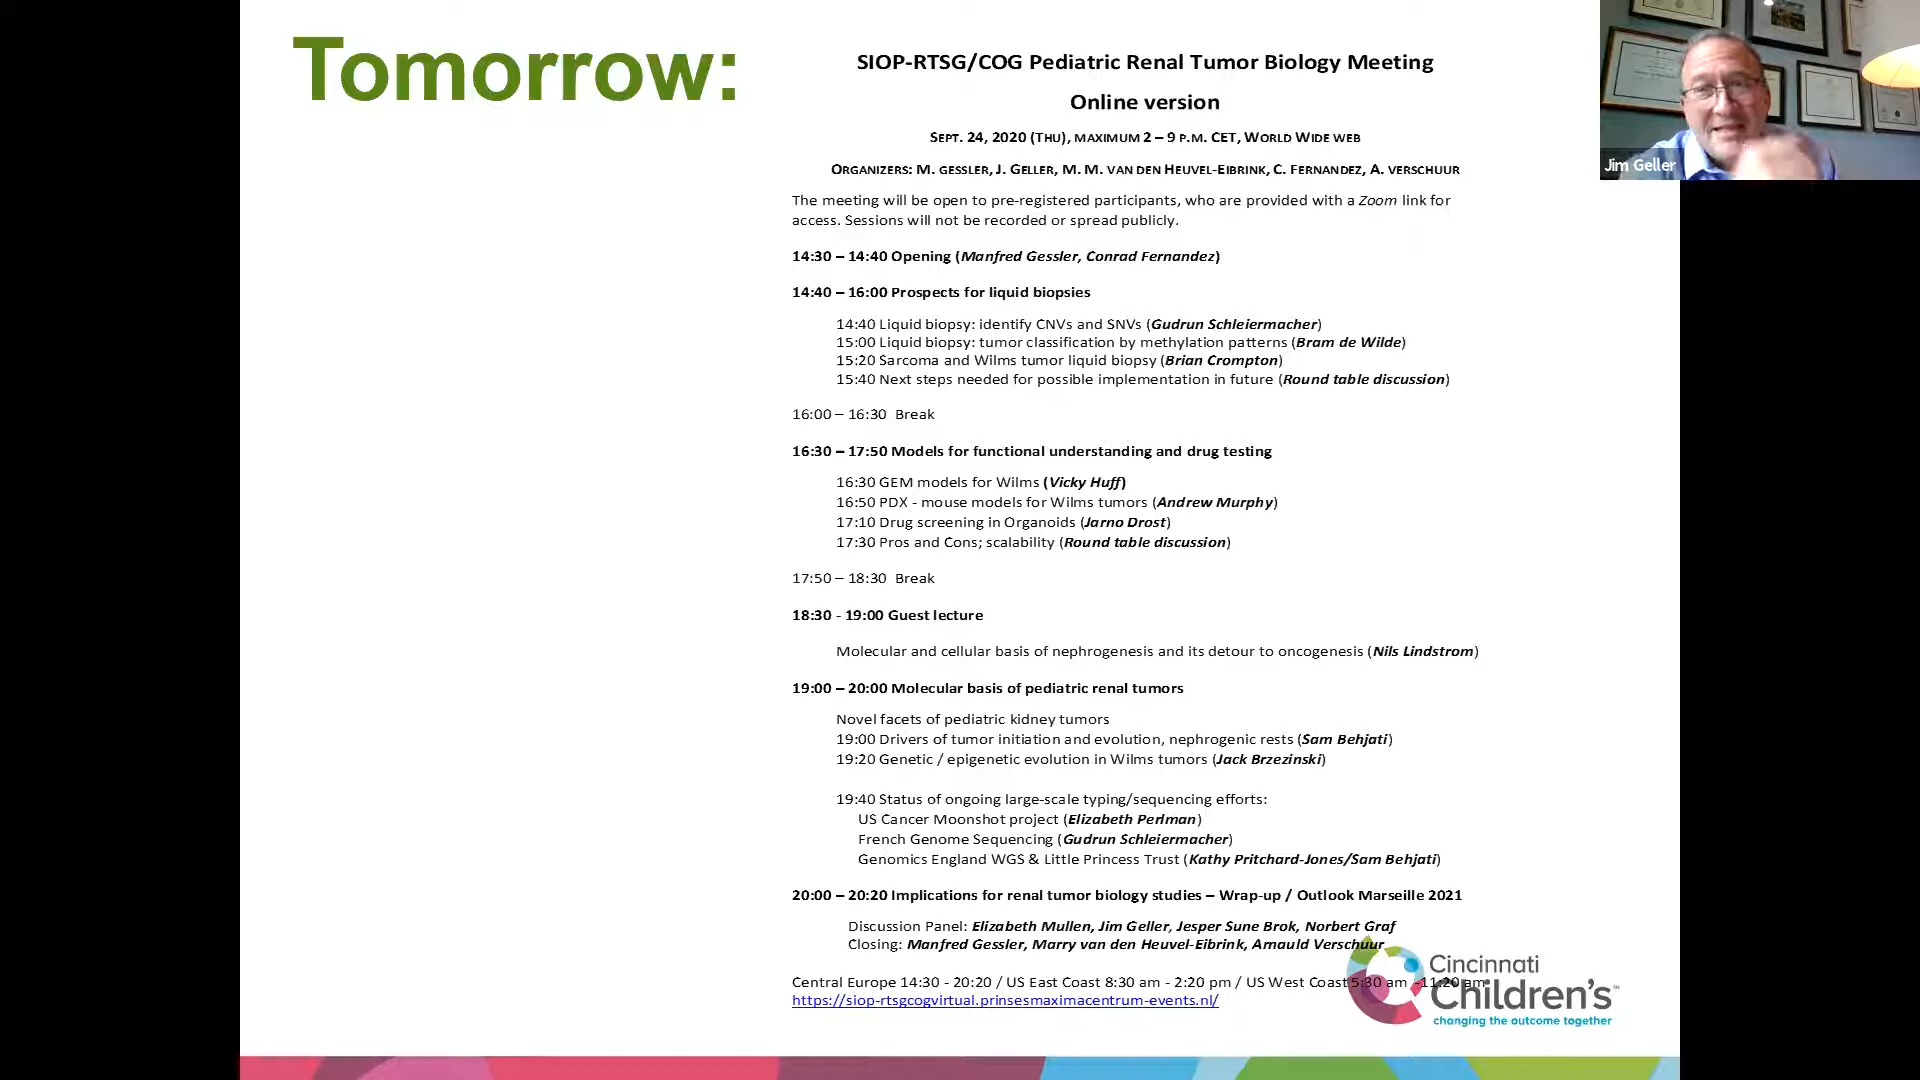 Tomorrow:
SIOP-RTSG/COG Pediatric Renal Tumor Biology Meeting
Online version
Sept. 24, 2020 (Thu), maximum 2 – 9 p.m. CET, World Wide web
Organizers: M. gessler, J. Geller, M. M. van den Heuvel-Eibrink, C. Fernandez, A. verschuur
The meeting will be open to pre-registered participants, who are provided with a Zoom link for
access. Sessions will not be recorded or spread publicly.
14:30 – 14:40 Opening (Manfred Gessler, Conrad Fernandez)
14:40 – 16:00 Prospects for liquid biopsies
14:40 Liquid biopsy: identify CNVs and SNVs (Gudrun Schleiermacher)
15:00 Liquid biopsy: tumor classification by methylation patterns (Bram de Wilde)
15:20 Sarcoma and Wilms tumor liquid biopsy (Brian Crompton)
15:40 Next steps needed for possible implementation in future (Round table discussion)
16:00 – 16:30 Break
16:30 – 17:50 Models for functional understanding and drug testing
16:30 GEM models for Wilms (Vicky Huff)
16:50 PDX - mouse models for Wilms tumors (Andrew Murphy)
17:10 Drug screening in Organoids (Jarno Drost)
17:30 Pros and Cons; scalability (Round table discussion)
17:50 – 18:30 Break
18:30 - 19:00 Guest lecture
Molecular and cellular basis of nephrogenesis and its detour to oncogenesis (Nils Lindstrom)
19:00 – 20:00 Molecular basis of pediatric renal tumors
Novel facets of pediatric kidney tumors
19:00 Drivers of tumor initiation and evolution, nephrogenic rests (Sam Behjati)
19:20 Genetic / epigenetic evolution in Wilms tumors (Jack Brzezinski)
19:40 Status of ongoing large-scale typing/sequencing efforts:
US Cancer Moonshot project (Elizabeth Perlman)
French Genome Sequencing (Gudrun Schleiermacher)
Genomics England WGS & Little Princess Trust (Kathy Pritchard-Jones/Sam Behjati)
20:00 – 20:20 Implications for renal tumor biology studies – Wrap-up / Outlook Marseille 2021
Discussion Panel: Elizabeth Mullen, Jim Geller, Jesper Sune Brok, Norbert Graf
Closing: Manfred Gessler, Marry van den Heuvel-Eibrink, Arnauld Verschuur
Central Europe 14:30 - 20:20 / US East Coast 8:30 am - 2:20 pm / US West Coast 5:30 am -11:20 am
https://siop-rtsgcogvirtual.prinsesmaximacentrum-events.nl/
Cincinnati
Children's™
changing the outcome together
Jim Geller